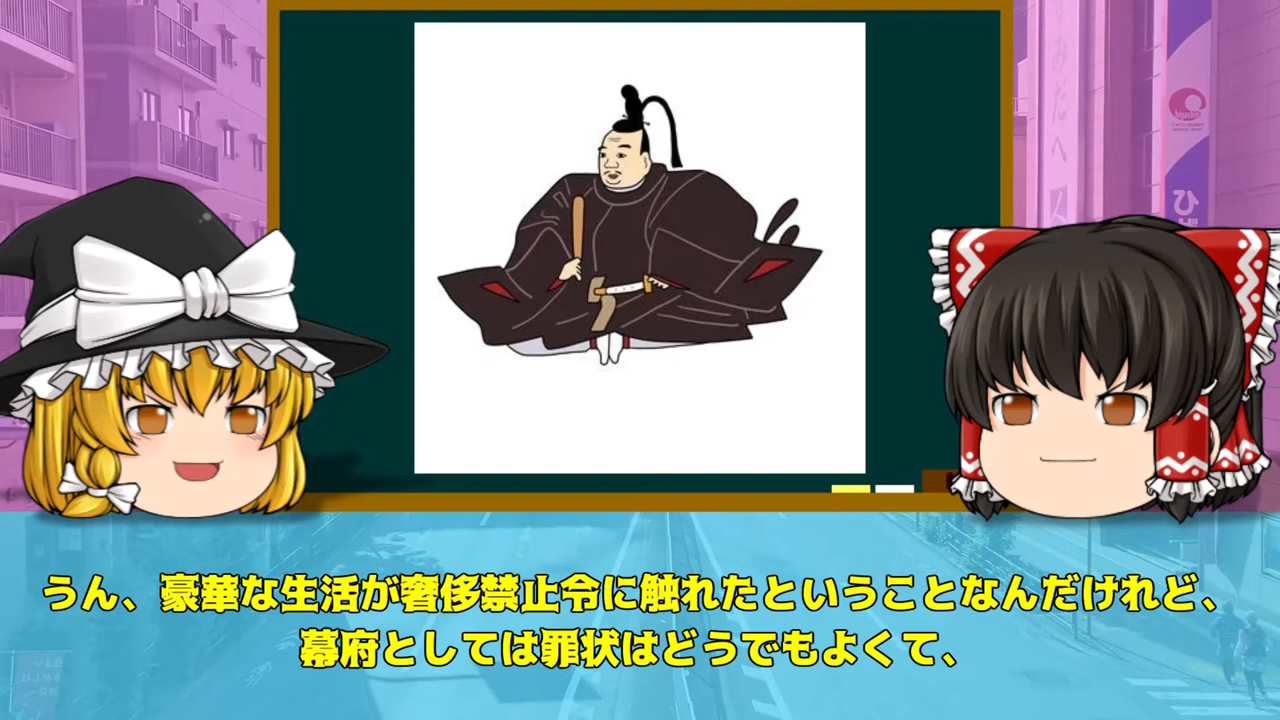 うん、豪華な生活が奢侈禁止令に触れたということなんだけれど、
幕府としては罪状はどうでもよくて、